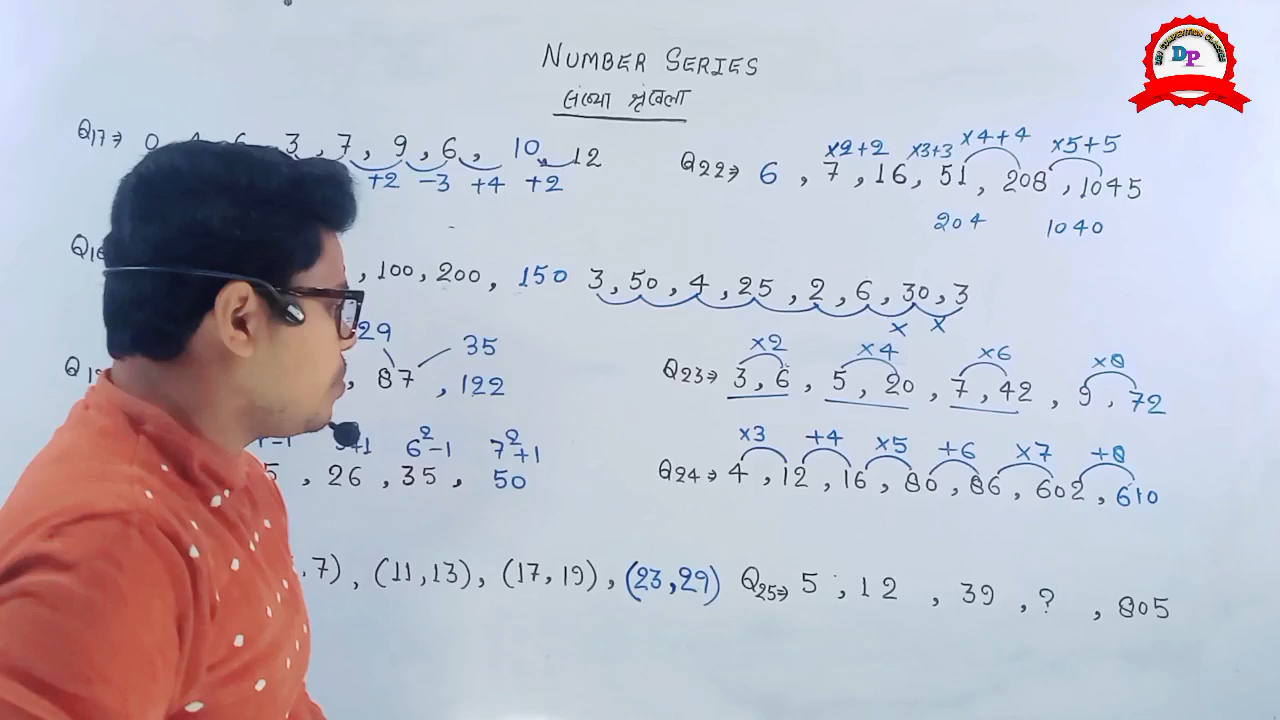 NUMBER SERIES
संख्या श्रृंखला
Q17⇒ 0, 4, 6, 3, 7, 9, 6, 10, 12
+2 -3 +4 +2
, 100, 200, 150 3, 50, 4, 25, 2, 6, 30, 3
× ×
29 35
, 87, 122
6²-1 7²+1
, 26, 35, 50
, 7), (11,13), (17,19), (23,29)
×2+2 ×3+3 ×4+4 ×5+5
Q22⇒ 6, 7, 16, 51, 208, 1045
204 1040
×2 ×4 ×6 ×8
Q23⇒ 3, 6, 5, 20, 7, 42, 9, 72
×3 +4 ×5 +6 ×7 +8
Q24⇒ 4, 12, 16, 80, 86, 602, 610
Q25⇒ 5, 12, 39, ?, 805
DP